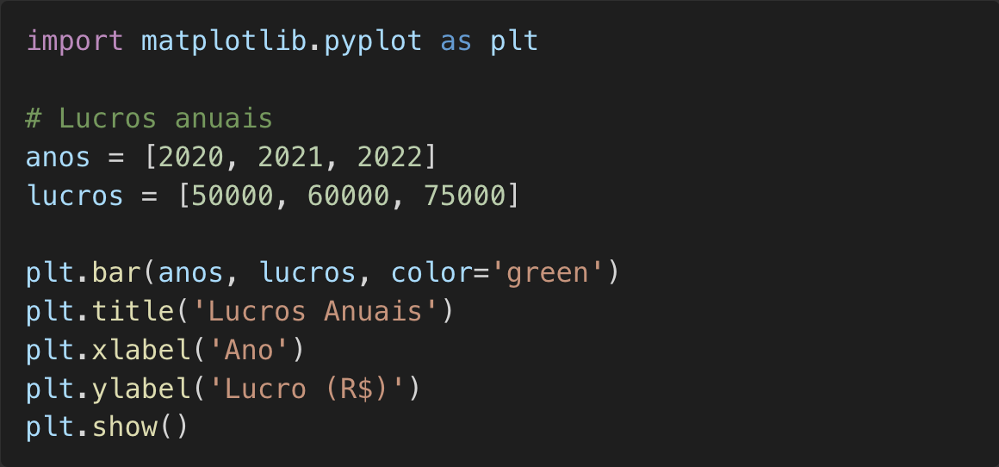 import matplotlib.pyplot as plt
# Lucros anuais
anos = [2020, 2021, 2022]
lucros = [50000, 60000, 75000]
plt.bar(anos, lucros, color='green')
plt.title('Lucros Anuais')
plt.xlabel('Ano')
plt.ylabel('Lucro (R$)')
plt.show()